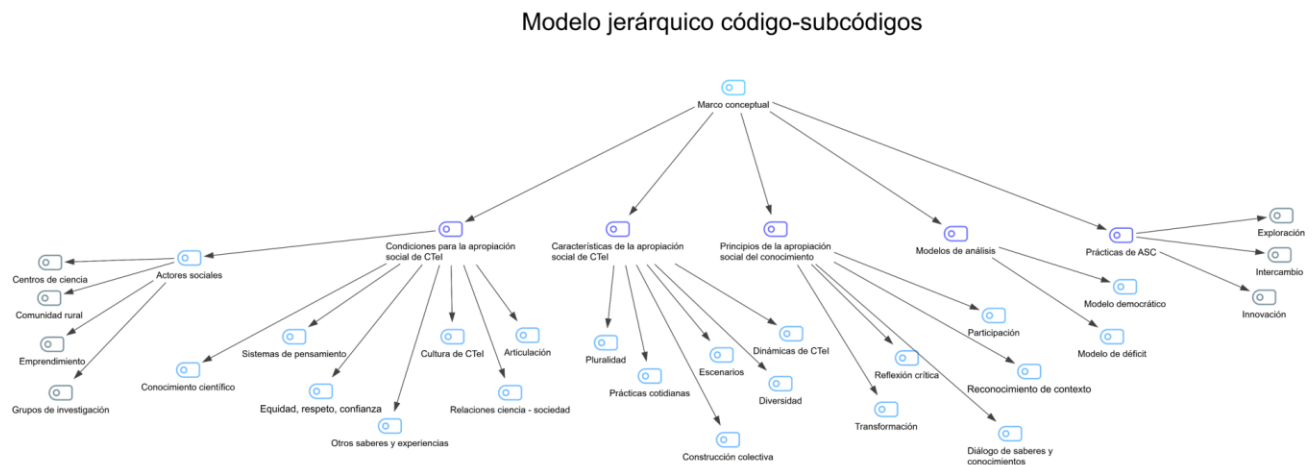 Modelo jerárquico código-subcódigos
Marco conceptual
Condiciones para la apropiación
social de CTeI
Características de la apropiación
social de CTeI
Principios de la apropiación
social del conocimiento
Modelos de análisis
Prácticas de ASC
Exploración
Intercambio
Innovación
Actores sociales
Centros de ciencia
Comunidad rural
Emprendimiento
Grupos de investigación
Conocimiento científico
Sistemas de pensamiento
Equidad, respeto, confianza
Otros saberes y experiencias
Cultura de CTeI
Relaciones ciencia - sociedad
Articulación
Pluralidad
Prácticas cotidianas
Construcción colectiva
Escenarios
Diversidad
Dinámicas de CTeI
Transformación
Reflexión crítica
Diálogo de saberes y
conocimientos
Reconocimiento de contexto
Participación
Modelo democrático
Modelo de déficit